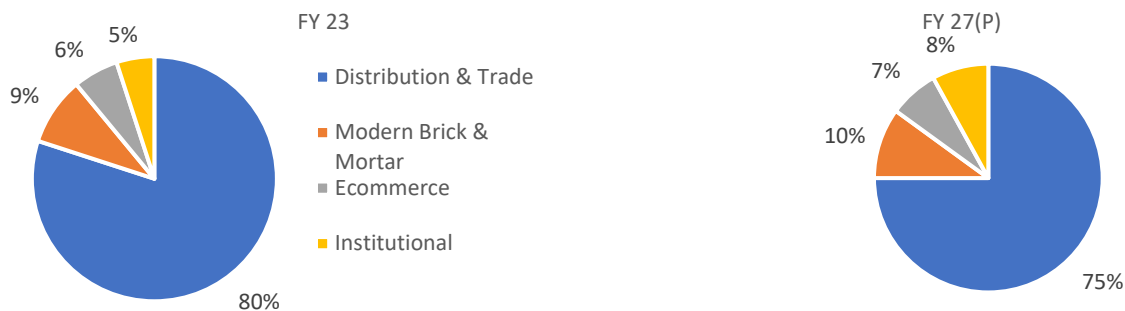 FY 23
5%
6%
9%
80%
Distribution & Trade
Modern Brick &
Mortar
Ecommerce
Institutional
FY 27(P)
8%
7%
10%
75%